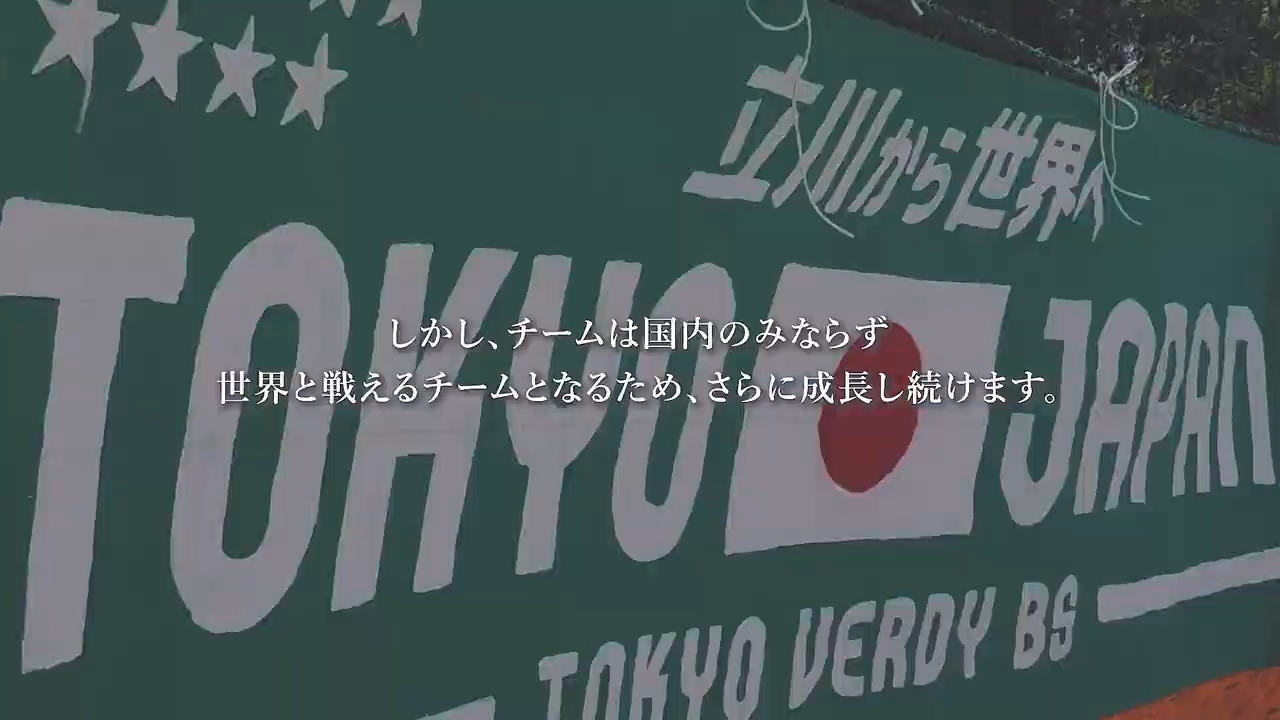 立川から世界へ
TOKYO JAPAN
しかし、チームは国内のみならず
世界と戦えるチームとなるため、さらに成長し続けます。
TOKYO VERDY BS